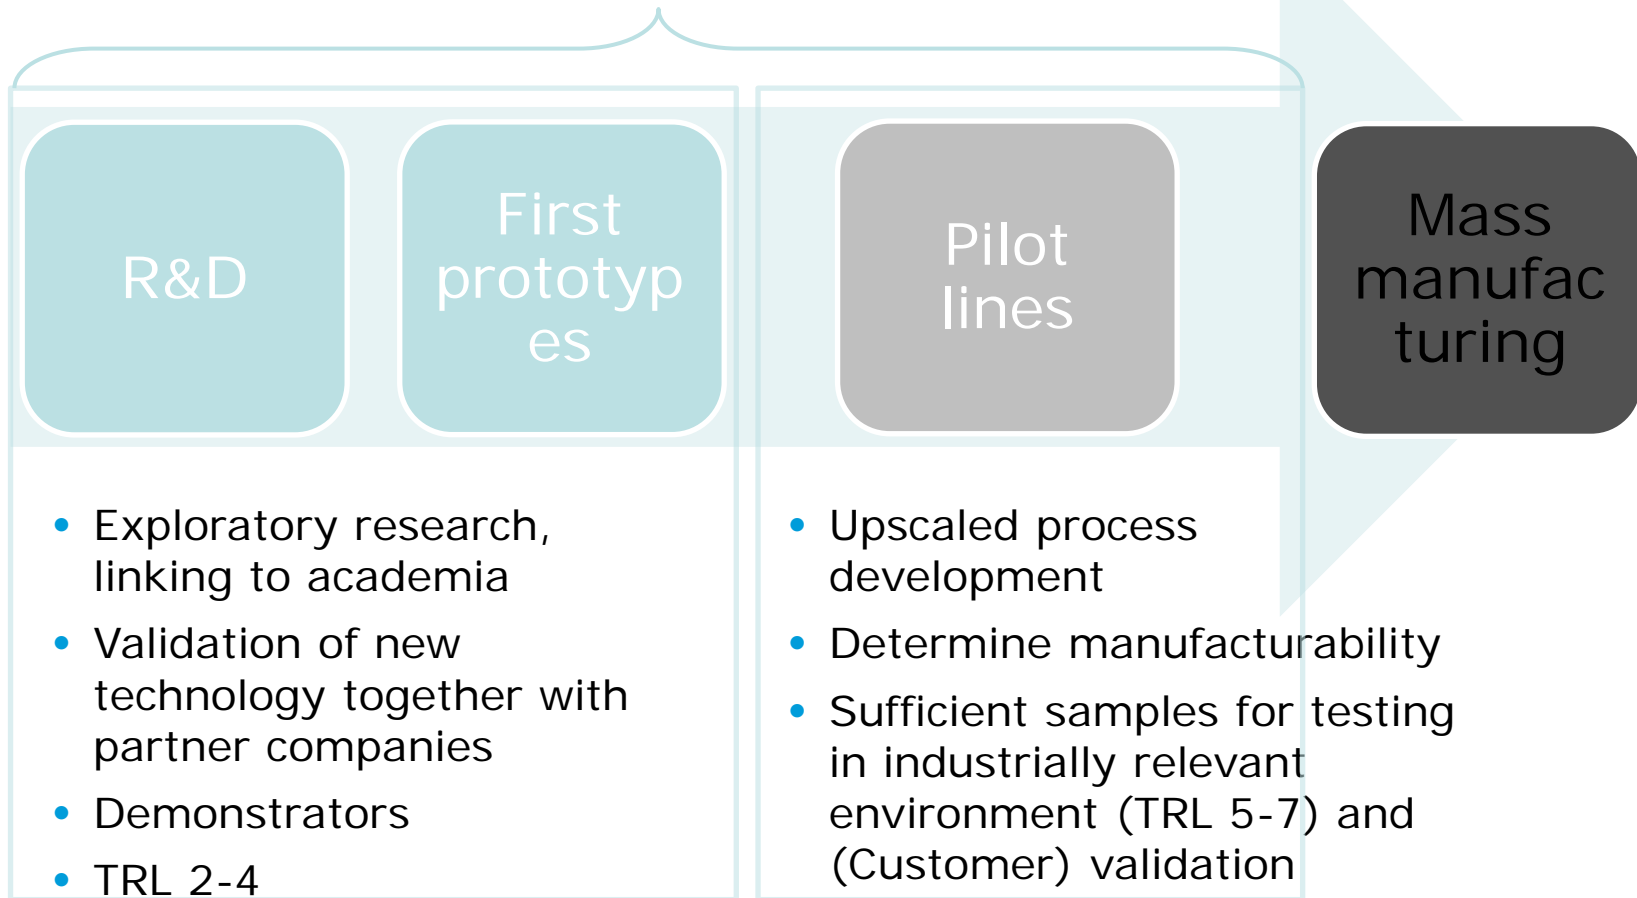 R&D
First
prototyp
es
Pilot
lines
Mass
manufac
turing
• Exploratory research,
linking to academia
• Validation of new
technology together with
partner companies
• Demonstrators
• TRL 2-4
• Upscaled process
development
• Determine manufacturability
• Sufficient samples for testing
in industrially relevant
environment (TRL 5-7) and
(Customer) validation